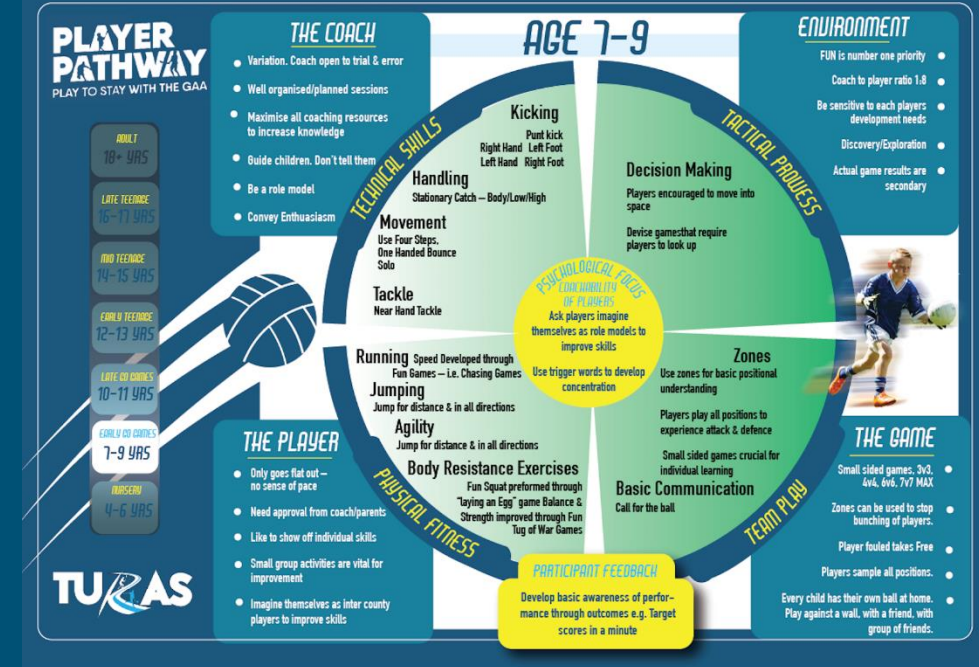 PLAYER
PATHWAY
PLAY TO STAY WITH THE GAA
ADULT
18+ YRS
LATE TEENAGE
16-17 YRS
MID TEENAGE
14-15 YRS
EARLY TEENAGE
12-13 YRS
LATE GO GAMES
10-11 YRS
EARLY GO GAMES
7-9 YRS
NURSERY
4-6 YRS
TURAS
THE COACH
Variation. Coach open to trial & error
Well organised/planned sessions
Maximise all coaching resources
to increase knowledge
Guide children. Don't tell them
Be a role model
Convey Enthusiasm
AGE 7-9
ENVIRONMENT
FUN is number one priority
Coach to player ratio 1:8
Be sensitive to each players
development needs
Discovery/Exploration
Actual game results are
secondary
TECHNICAL SKILLS
Kicking
Punt kick
Right Hand Left Foot
Left Hand Right Foot
Handling
Stationary Catch – Body/Low/High
Movement
Use Four Steps,
One Handed Bounce
Solo
Tackle
Near Hand Tackle
TACTICAL PROWESS
Decision Making
Players encouraged to move into
space
Devise gamesthat require
players to look up
PSYCHOLOGICAL FOCUS
COACHABILITY
OF PLAYERS
Ask players imagine
themselves as role models to
improve skills
Use trigger words to develop
concentration
Running Speed Developed through
Fun Games – i.e. Chasing Games
Jumping
Jump for distance & in all directions
Agility
Jump for distance & in all directions
Body Resistance Exercises
Fun Squat preformed through
"laying an Egg" game Balance &
Strength improved through Fun
Tug of War Games
PHYSICAL FITNESS
Zones
Use zones for basic positional
understanding
Players play all positions to
experience attack & defence
Small sided games crucial for
individual learning
Basic Communication
Call for the ball
TEAM PLAY
THE PLAYER
Only goes flat out –
no sense of pace
Need approval from coach/parents
Like to show off individual skills
Small group activities are vital for
improvement
Imagine themselves as inter county
players to improve skills
PARTICIPANT FEEDBACK
Develop basic awareness of perfor-
mance through outcomes e.g. Target
scores in a minute
THE GAME
Small sided games, 3v3,
4v4, 6v6, 7v7 MAX
Zones can be used to stop
bunching of players.
Player fouled takes Free
Players sample all positions.
Every child has their own ball at home.
Play against a wall, with a friend, with
group of friends.